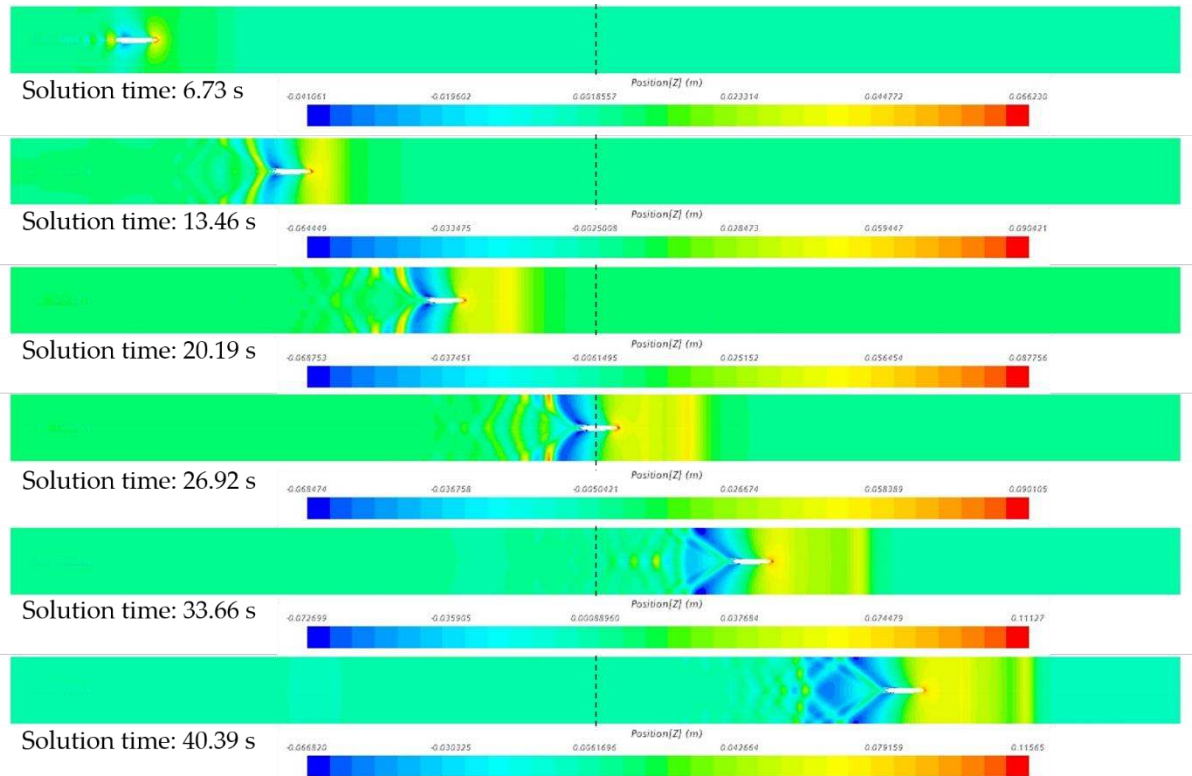 Solution time: 6.73 s
Position[Z] (m)
-0.041061 -0.019602 0.0018557 0.023314 0.044772 0.066230
Solution time: 13.46 s
Position[Z] (m)
-0.064449 -0.033475 -0.0025008 0.028473 0.059447 0.090421
Solution time: 20.19 s
Position[Z] (m)
-0.068753 -0.037451 -0.0061495 0.025152 0.056454 0.087756
Solution time: 26.92 s
Position[Z] (m)
-0.068474 -0.036758 -0.0050421 0.026674 0.058389 0.090105
Solution time: 33.66 s
Position[Z] (m)
-0.072699 -0.035905 0.00088960 0.037684 0.074479 0.11127
Solution time: 40.39 s
Position[Z] (m)
-0.066820 -0.030325 0.0061696 0.042664 0.079159 0.11565